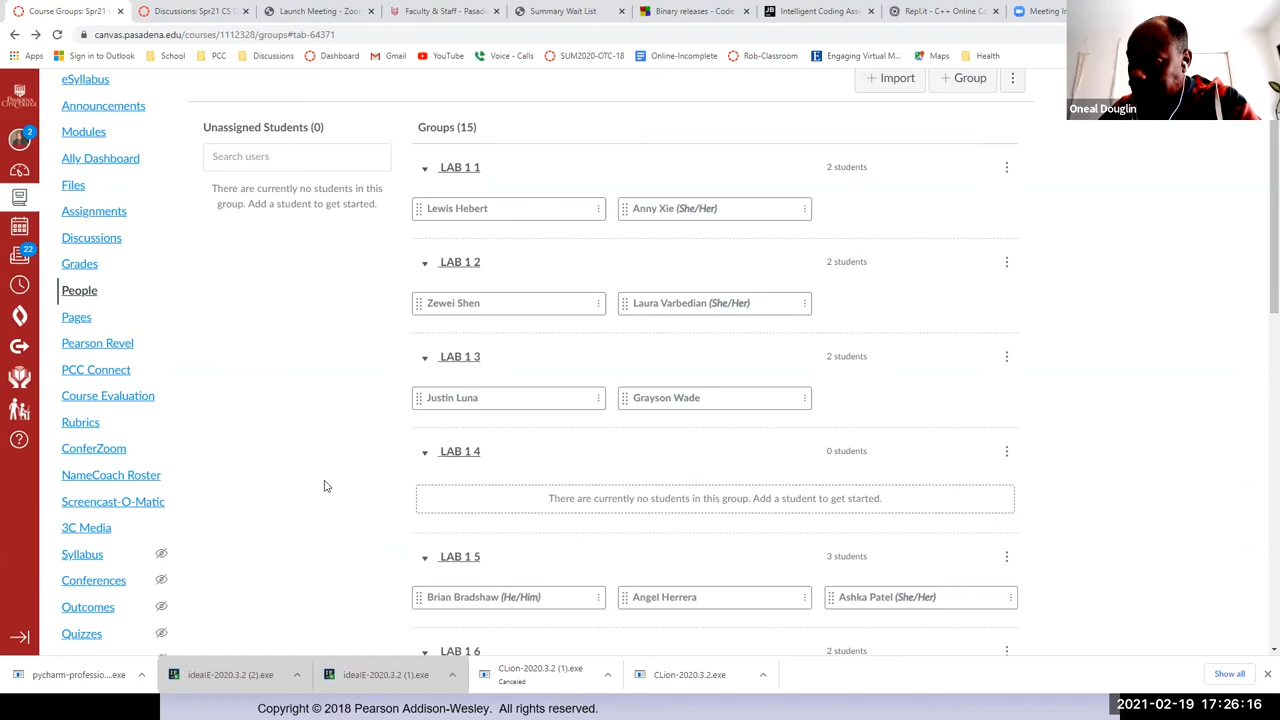 Course Groups: Spr21 C
Discussions: Spr21 CS 0
Launch Meeting - Zoom
Faculty & Staff - Pasade
Summary Wait List
Binary releases - Code:
Intelligent Coding Assis
Repl.it - C++ Online Co
Meeting In
canvas.pasadena.edu/courses/1112328/groups#tab-64371
Apps
Sign in to Outlook
School
PCC
Discussions
Dashboard
Gmail
YouTube
Voice - Calls
SUM2020-OTC-18
Online-Incomplete
Rob-Classroom
Engaging Virtual M...
Maps
Health
Oneal Douglin
PASADENA
CITY COLLEGE
2
22
eSyllabus
Announcements
Modules
Ally Dashboard
Files
Assignments
Discussions
Grades
People
Pages
Pearson Revel
PCC Connect
Course Evaluation
Rubrics
ConferZoom
NameCoach Roster
Screencast-O-Matic
3C Media
Syllabus
Conferences
Outcomes
Quizzes
+ Import
+ Group
Unassigned Students (0)
Search users
There are currently no students in this
group. Add a student to get started.
Groups (15)
LAB 1 1
2 students
Lewis Hebert
Anny Xie (She/Her)
LAB 1 2
2 students
Zewei Shen
Laura Varbedian (She/Her)
LAB 1 3
2 students
Justin Luna
Grayson Wade
LAB 1 4
0 students
There are currently no students in this group. Add a student to get started.
LAB 1 5
3 students
Brian Bradshaw (He/Him)
Angel Herrera
Ashka Patel (She/Her)
LAB 1 6
2 students
pycharm-professio....exe
ideaIE-2020.3.2 (2).exe
ideaIE-2020.3.2 (1).exe
CLion-2020.3.2 (1).exe
Canceled
CLion-2020.3.2.exe
Show all
Copyright © 2018 Pearson Addison-Wesley. All rights reserved.
2021-02-19 17:26:16